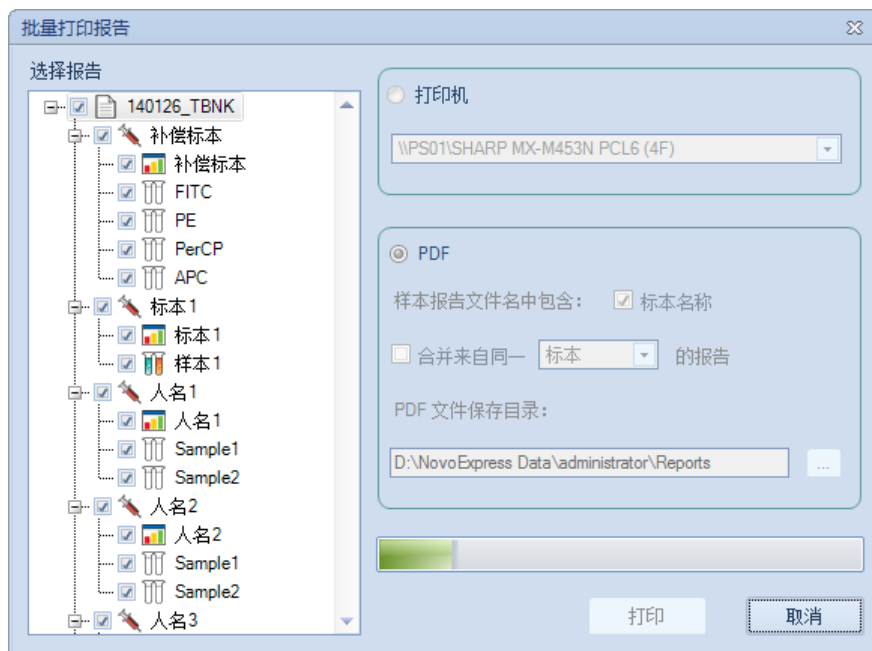 批量打印报告
选择报告
140126_TBNK
补偿标本
补偿标本
FITC
PE
PerCP
APC
标本1
标本1
样本1
人名1
人名1
Sample1
Sample2
人名2
人名2
Sample1
Sample2
人名3
打印机
\\PS01\SHARP MX-M453N PCL6 (4F)
PDF
样本报告文件名中包含： 标本名称
合并来自同一 标本 的报告
PDF 文件保存目录：
D:\NovoExpress Data\administrator\Reports
...
打印 取消